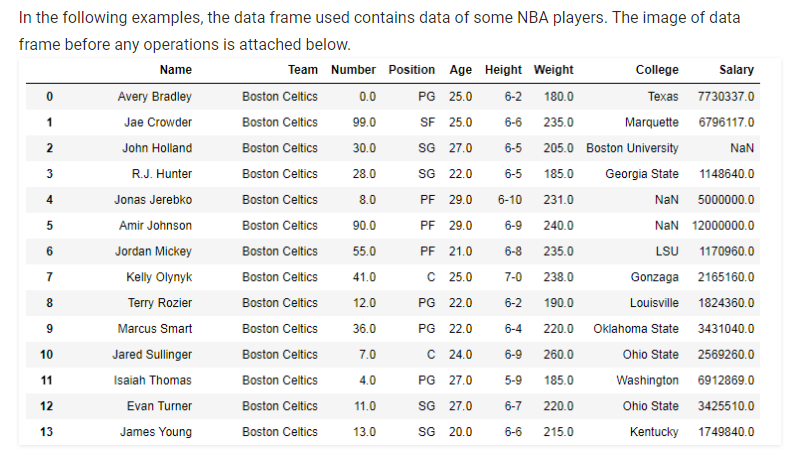 In the following examples, the data frame used contains data of some NBA players. The image of data
frame before any operations is attached below.
Name Team Number Position Age Height Weight College Salary
0 Avery Bradley Boston Celtics 0.0 PG 25.0 6-2 180.0 Texas 7730337.0
1 Jae Crowder Boston Celtics 99.0 SF 25.0 6-6 235.0 Marquette 6796117.0
2 John Holland Boston Celtics 30.0 SG 27.0 6-5 205.0 Boston University NaN
3 R.J. Hunter Boston Celtics 28.0 SG 22.0 6-5 185.0 Georgia State 1148640.0
4 Jonas Jerebko Boston Celtics 8.0 PF 29.0 6-10 231.0 NaN 5000000.0
5 Amir Johnson Boston Celtics 90.0 PF 29.0 6-9 240.0 NaN 12000000.0
6 Jordan Mickey Boston Celtics 55.0 PF 21.0 6-8 235.0 LSU 1170960.0
7 Kelly Olynyk Boston Celtics 41.0 C 25.0 7-0 238.0 Gonzaga 2165160.0
8 Terry Rozier Boston Celtics 12.0 PG 22.0 6-2 190.0 Louisville 1824360.0
9 Marcus Smart Boston Celtics 36.0 PG 22.0 6-4 220.0 Oklahoma State 3431040.0
10 Jared Sullinger Boston Celtics 7.0 C 24.0 6-9 260.0 Ohio State 2569260.0
11 Isaiah Thomas Boston Celtics 4.0 PG 27.0 5-9 185.0 Washington 6912869.0
12 Evan Turner Boston Celtics 11.0 SG 27.0 6-7 220.0 Ohio State 3425510.0
13 James Young Boston Celtics 13.0 SG 20.0 6-6 215.0 Kentucky 1749840.0